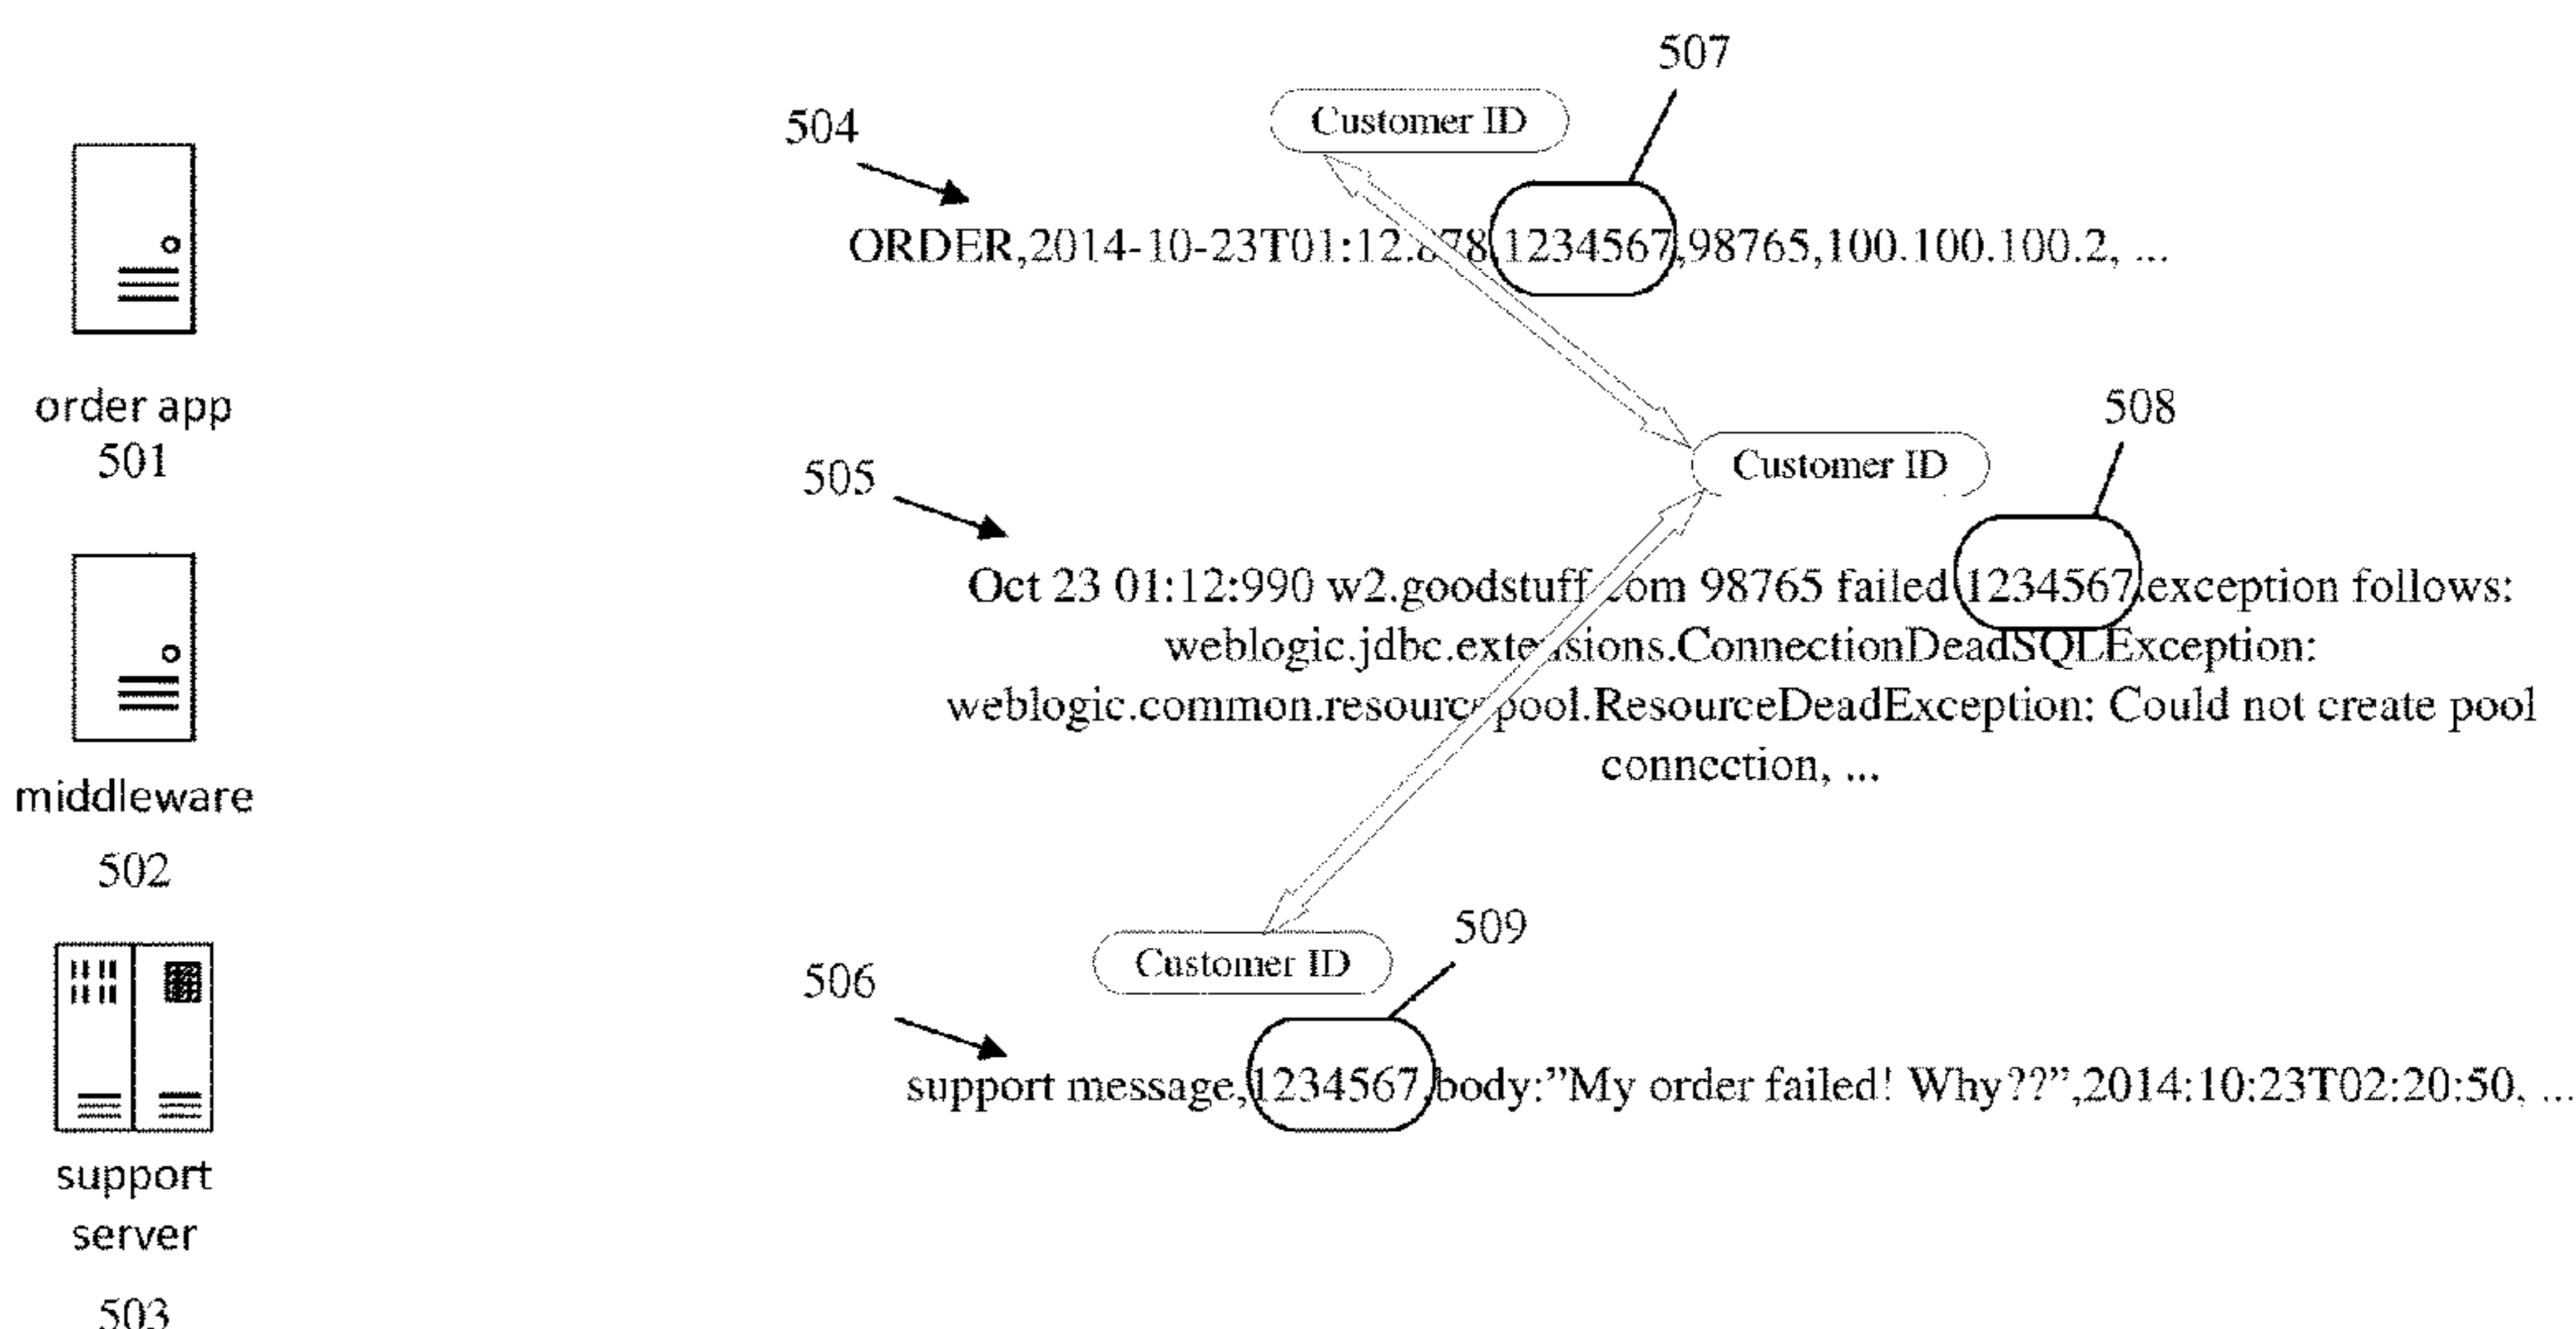 507
Customer ID
504
ORDER,2014-10-23T01:12.878,1234567,98765,100.100.100.2, ...
order app
501
508
Customer ID
505
Oct 23 01:12:990 w2.goodstuff.com 98765 failed 1234567,exception follows:
weblogic.jdbc.extensions.ConnectionDeadSQLException:
weblogic.common.resourcepool.ResourceDeadException: Could not create pool
connection, ...
middleware
502
509
Customer ID
506
support message,1234567,body:”My order failed! Why??”,2014:10:23T02:20:50, ...
support
server
503